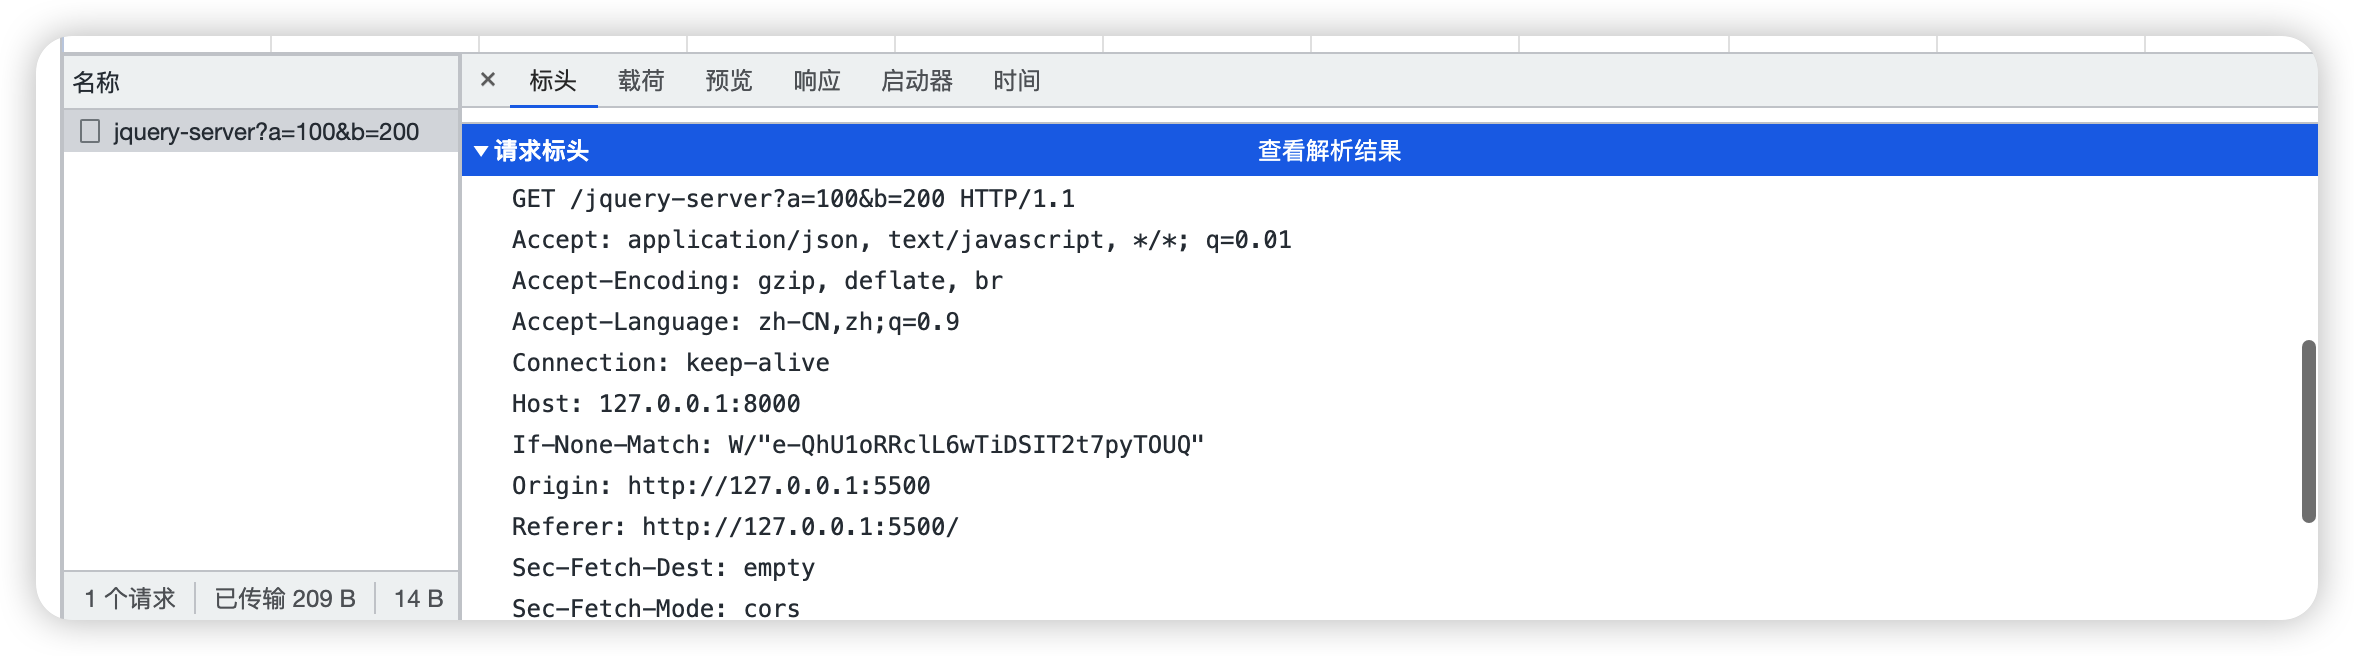 名称
× 标头 载荷 预览 响应 启动器 时间
jquery-server?a=100&b=200
▼请求标头 查看解析结果
GET /jquery-server?a=100&b=200 HTTP/1.1
Accept: application/json, text/javascript, */*; q=0.01
Accept-Encoding: gzip, deflate, br
Accept-Language: zh-CN,zh;q=0.9
Connection: keep-alive
Host: 127.0.0.1:8000
If-None-Match: W/"e-QhU1oRRclL6wTiDSIT2t7pyTOUQ"
Origin: http://127.0.0.1:5500
Referer: http://127.0.0.1:5500/
Sec-Fetch-Dest: empty
Sec-Fetch-Mode: cors
1 个请求 已传输 209 B 14 B